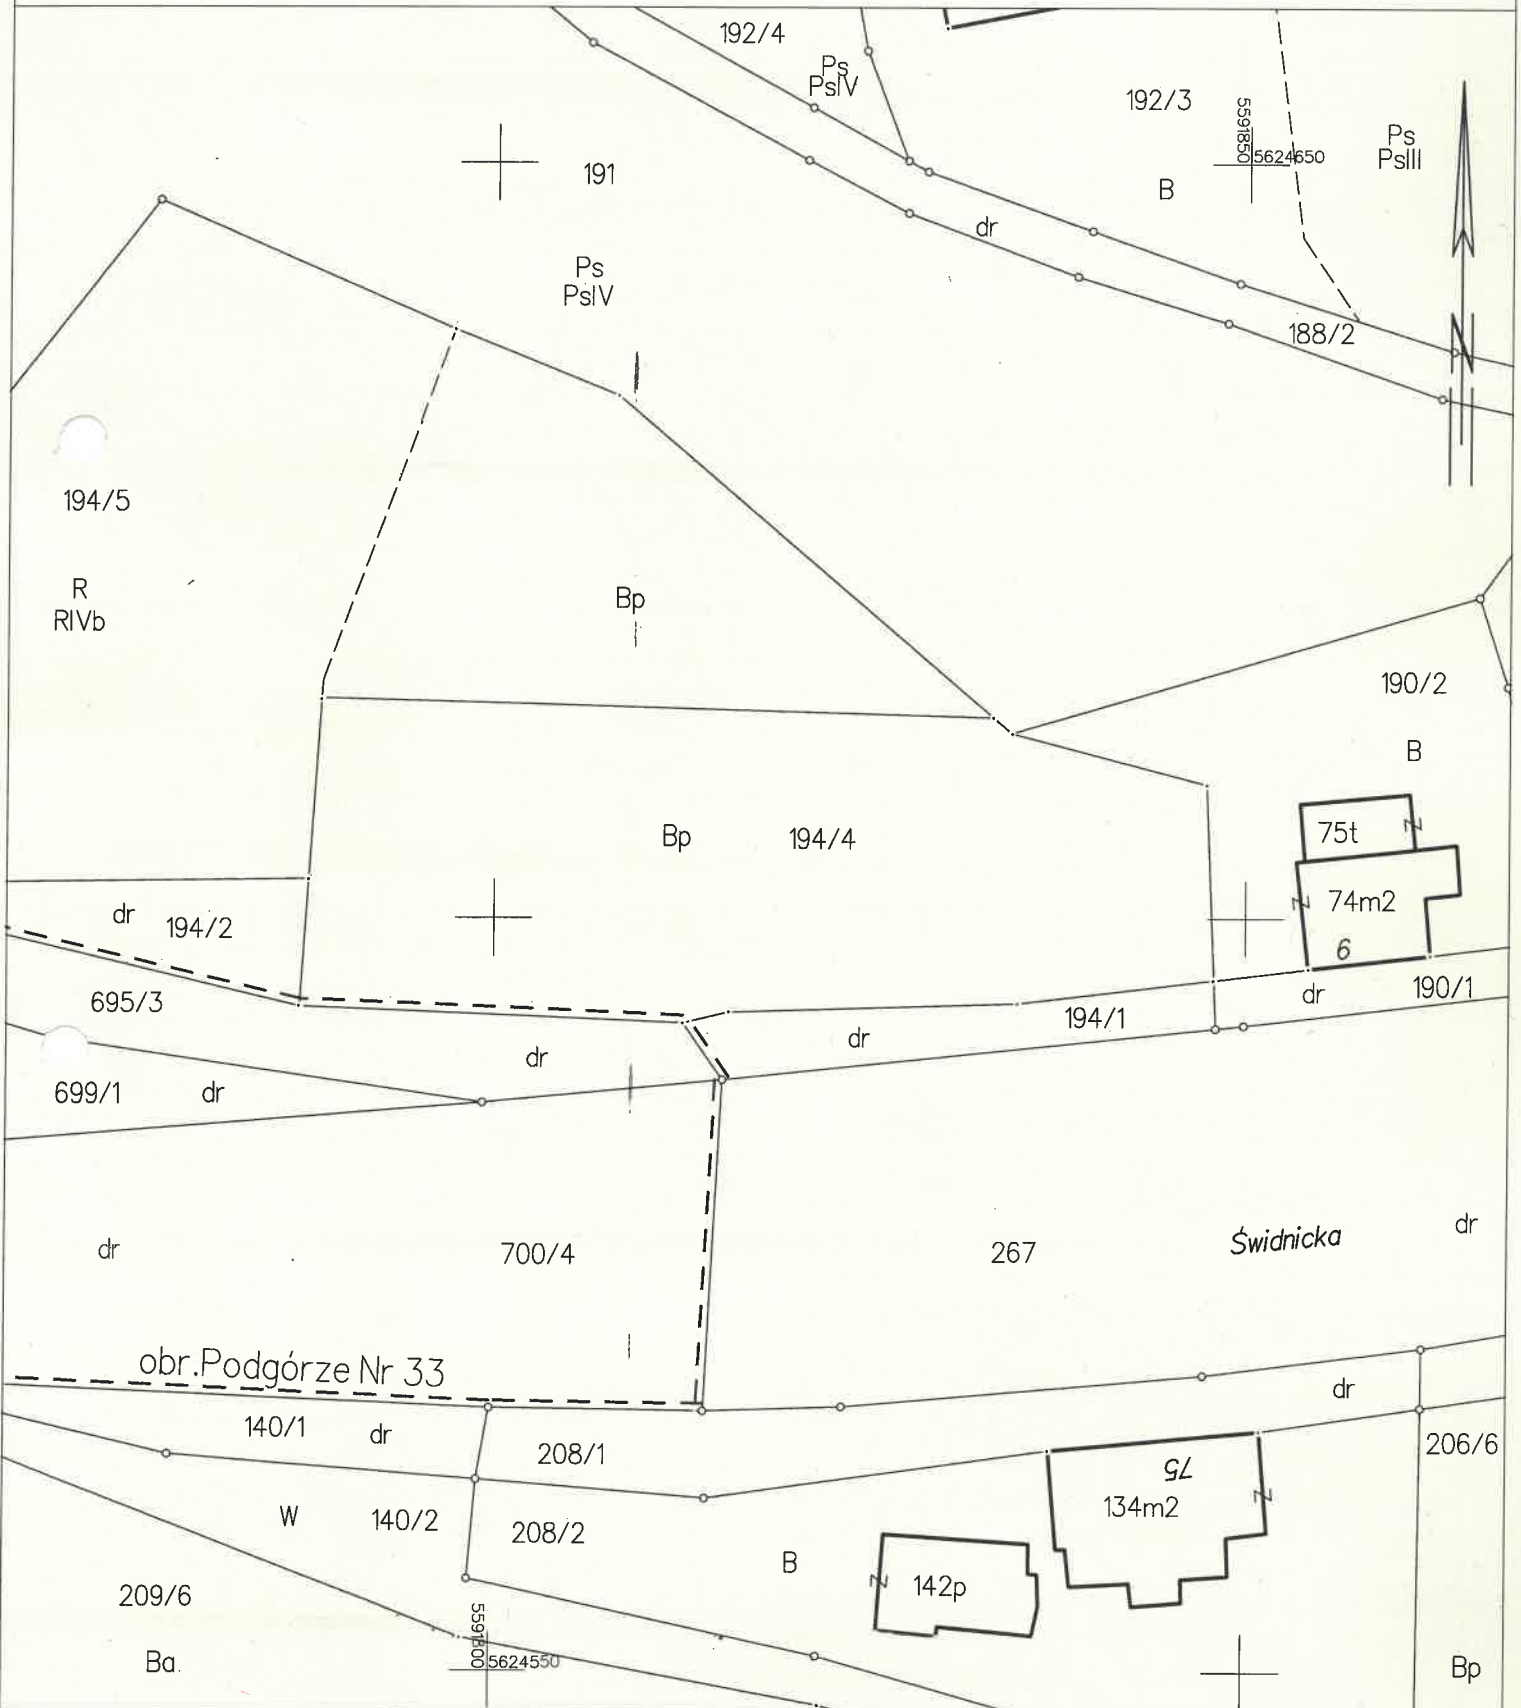 192/4
Ps
PsIV
192/3
5591850
5624650
Ps
PsIII
191
B
dr
Ps
PsIV
188/2
N
194/5
R
RIVb
Bp
190/2
B
Bp
194/4
75t
74m2
6
dr
194/2
695/3
dr
190/1
194/1
dr
dr
699/1
dr
dr
700/4
267
Świdnicka
dr
obr.Podgórze Nr 33
dr
140/1
dr
208/1
206/6
75
134m2
W
140/2
208/2
B
142p
209/6
5591800
5624550
Ba
Bp